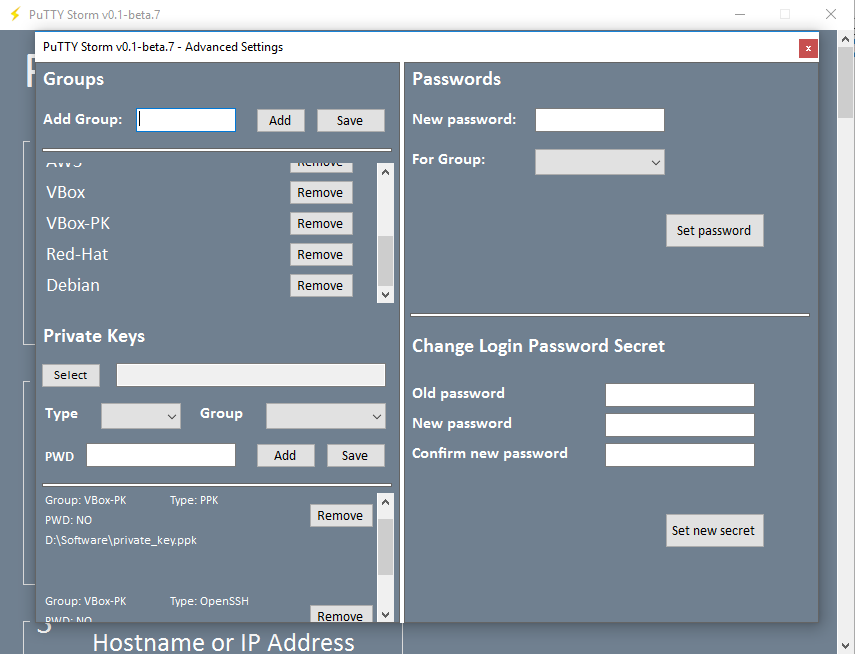 PuTTY Storm v0.1-beta.7
PuTTY Storm v0.1-beta.7 - Advanced Settings
x
Groups
Add Group:
Add
Save
AWS
Remove
VBox
Remove
VBox-PK
Remove
Red-Hat
Remove
Debian
Remove
Private Keys
Select
Type
Group
PWD
Add
Save
Group: VBox-PK Type: PPK
PWD: NO
Remove
D:\Software\private_key.ppk
Group: VBox-PK Type: OpenSSH
PWD: NO
Remove
Passwords
New password:
For Group:
Set password
Change Login Password Secret
Old password
New password
Confirm new password
Set new secret
Hostname or IP Address